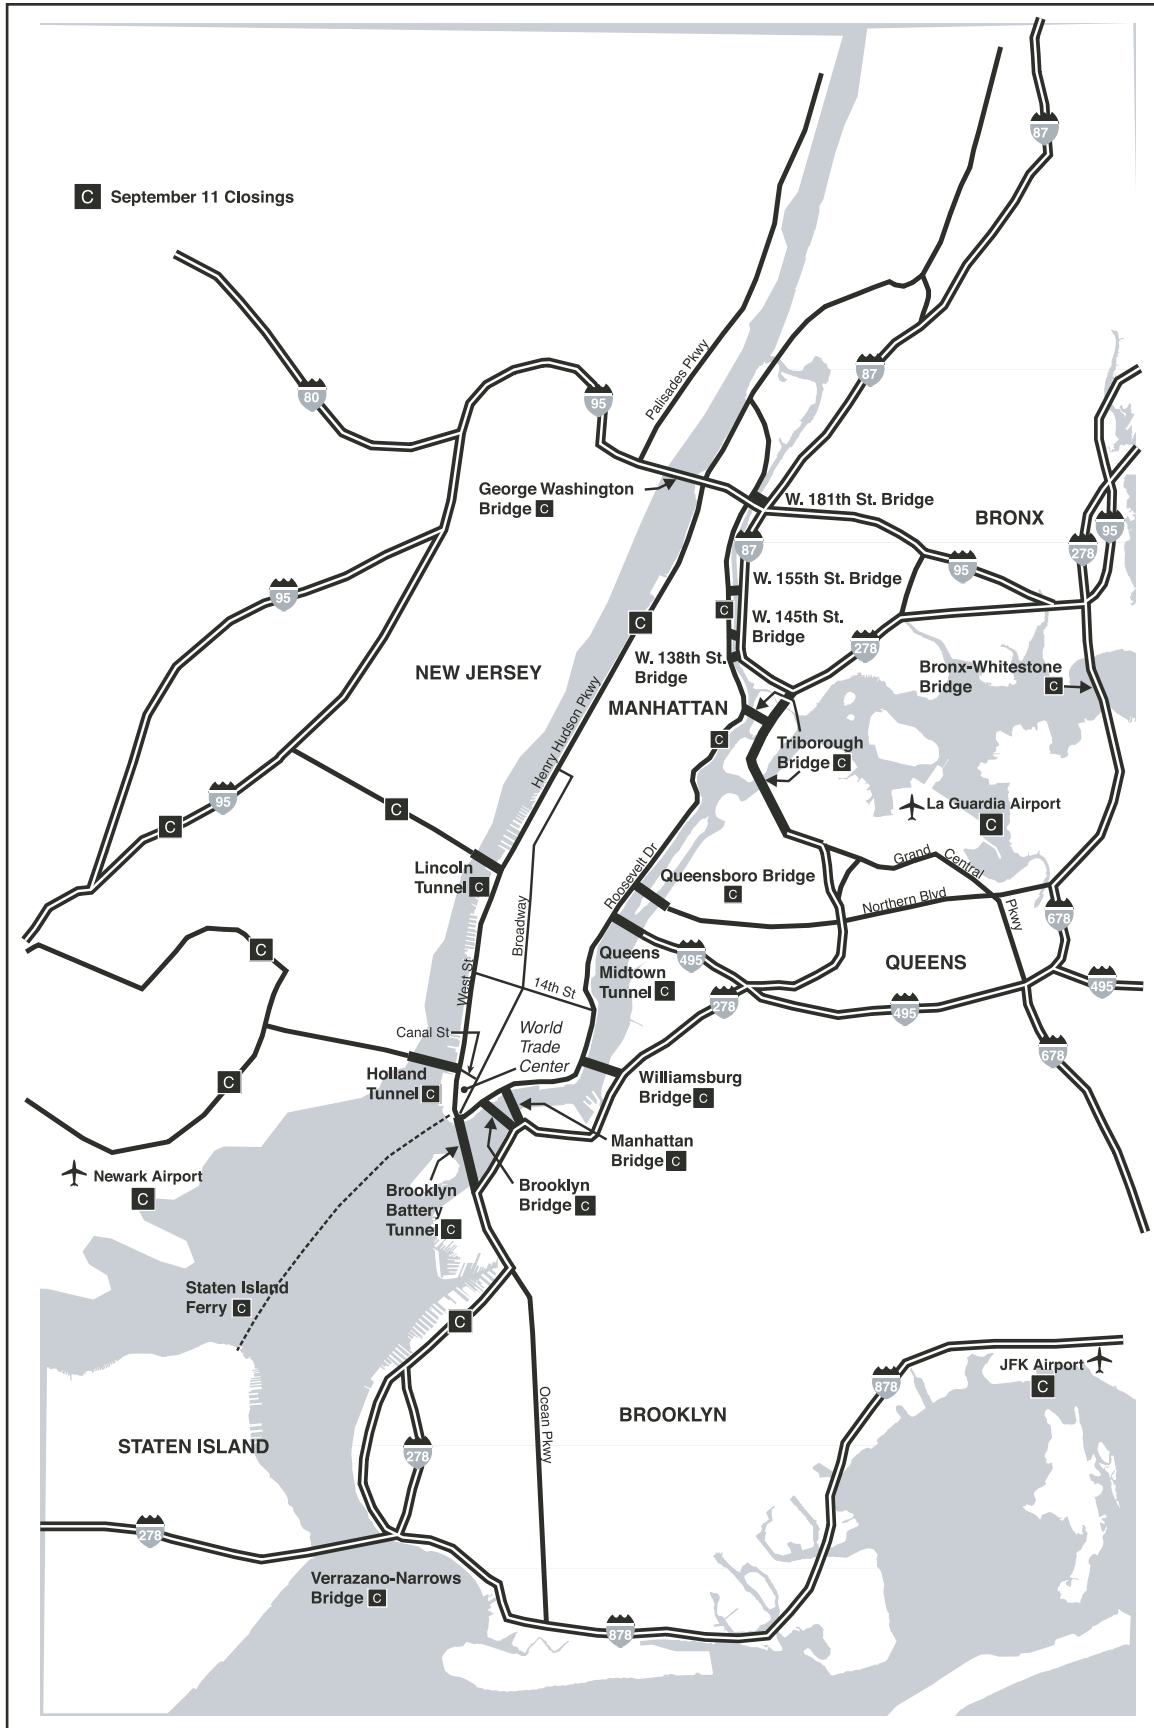 87
C September 11 Closings
80
95
87
Palisades Pkwy
George Washington
Bridge C
W. 181th St. Bridge
BRONX
87
95
278
95
95
W. 155th St. Bridge
C
W. 145th St.
Bridge
C
278
W. 138th St.
Bridge
Bronx-Whitestone
Bridge C
NEW JERSEY
MANHATTAN
Henry Hudson Pkwy
C
Triborough
Bridge C
95
C
C
La Guardia Airport
C
Lincoln
Tunnel C
Roosevelt Dr
Queensboro Bridge
C
Grand
Central
Pkwy
Northern Blvd
678
Broadway
C
West St
14th St
Queens
Midtown
Tunnel C
495
QUEENS
495
278
495
Canal St
World
Trade
Center
678
Holland
Tunnel C
C
Williamsburg
Bridge C
Manhattan
Bridge C
Newark Airport
C
Brooklyn
Battery
Tunnel C
Brooklyn
Bridge C
Staten Island
Ferry C
C
JFK Airport
C
878
Ocean Pkwy
BROOKLYN
STATEN ISLAND
278
278
Verrazano-Narrows
Bridge C
878